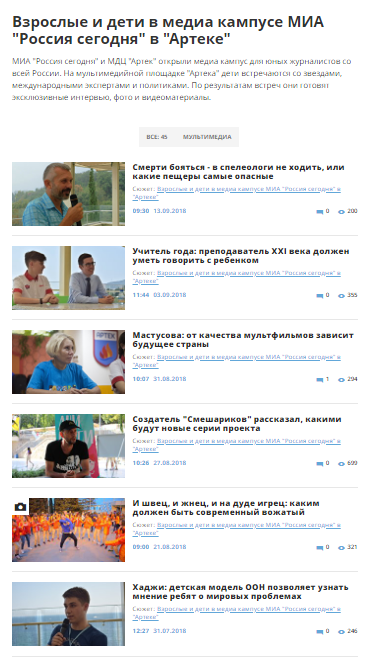 Взрослые и дети в медиа кампусе МИА
"Россия сегодня" в "Артеке"
МИА "Россия сегодня" и МДЦ "Артек" открыли медиа кампус для юных журналистов со
всей России. На мультимедийной площадке "Артека" дети встречаются со звездами,
международными экспертами и политиками. По результатам встреч они готовят
эксклюзивные интервью, фото и видеоматериалы.
ВСЕ: 45 МУЛЬТИМЕДИА
Смерти бояться - в спелеологи не ходить, или
какие пещеры самые опасные
Сюжет: Взрослые и дети в медиа кампусе МИА "Россия сегодня" в
"Артеке"
09:30 13.09.2018 0 200
Учитель года: преподаватель XXI века должен
уметь говорить с ребенком
Сюжет: Взрослые и дети в медиа кампусе МИА "Россия сегодня" в
"Артеке"
11:44 03.09.2018 0 355
Мастусова: от качества мультфильмов зависит
будущее страны
Сюжет: Взрослые и дети в медиа кампусе МИА "Россия сегодня" в
"Артеке"
16:07 31.08.2018 1 294
Создатель "Смешариков" рассказал, какими
будут новые серии проекта
Сюжет: Взрослые и дети в медиа кампусе МИА "Россия сегодня" в
"Артеке"
10:26 27.08.2018 0 699
И швец, и жнец, и на дуде игрец: каким
должен быть современный вожатый
Сюжет: Взрослые и дети в медиа кампусе МИА "Россия сегодня" в
"Артеке"
09:00 21.08.2018 0 321
Хаджи: детская модель ООН позволяет узнать
мнение ребят о мировых проблемах
Сюжет: Взрослые и дети в медиа кампусе МИА "Россия сегодня" в
"Артеке"
12:27 31.07.2018 0 246